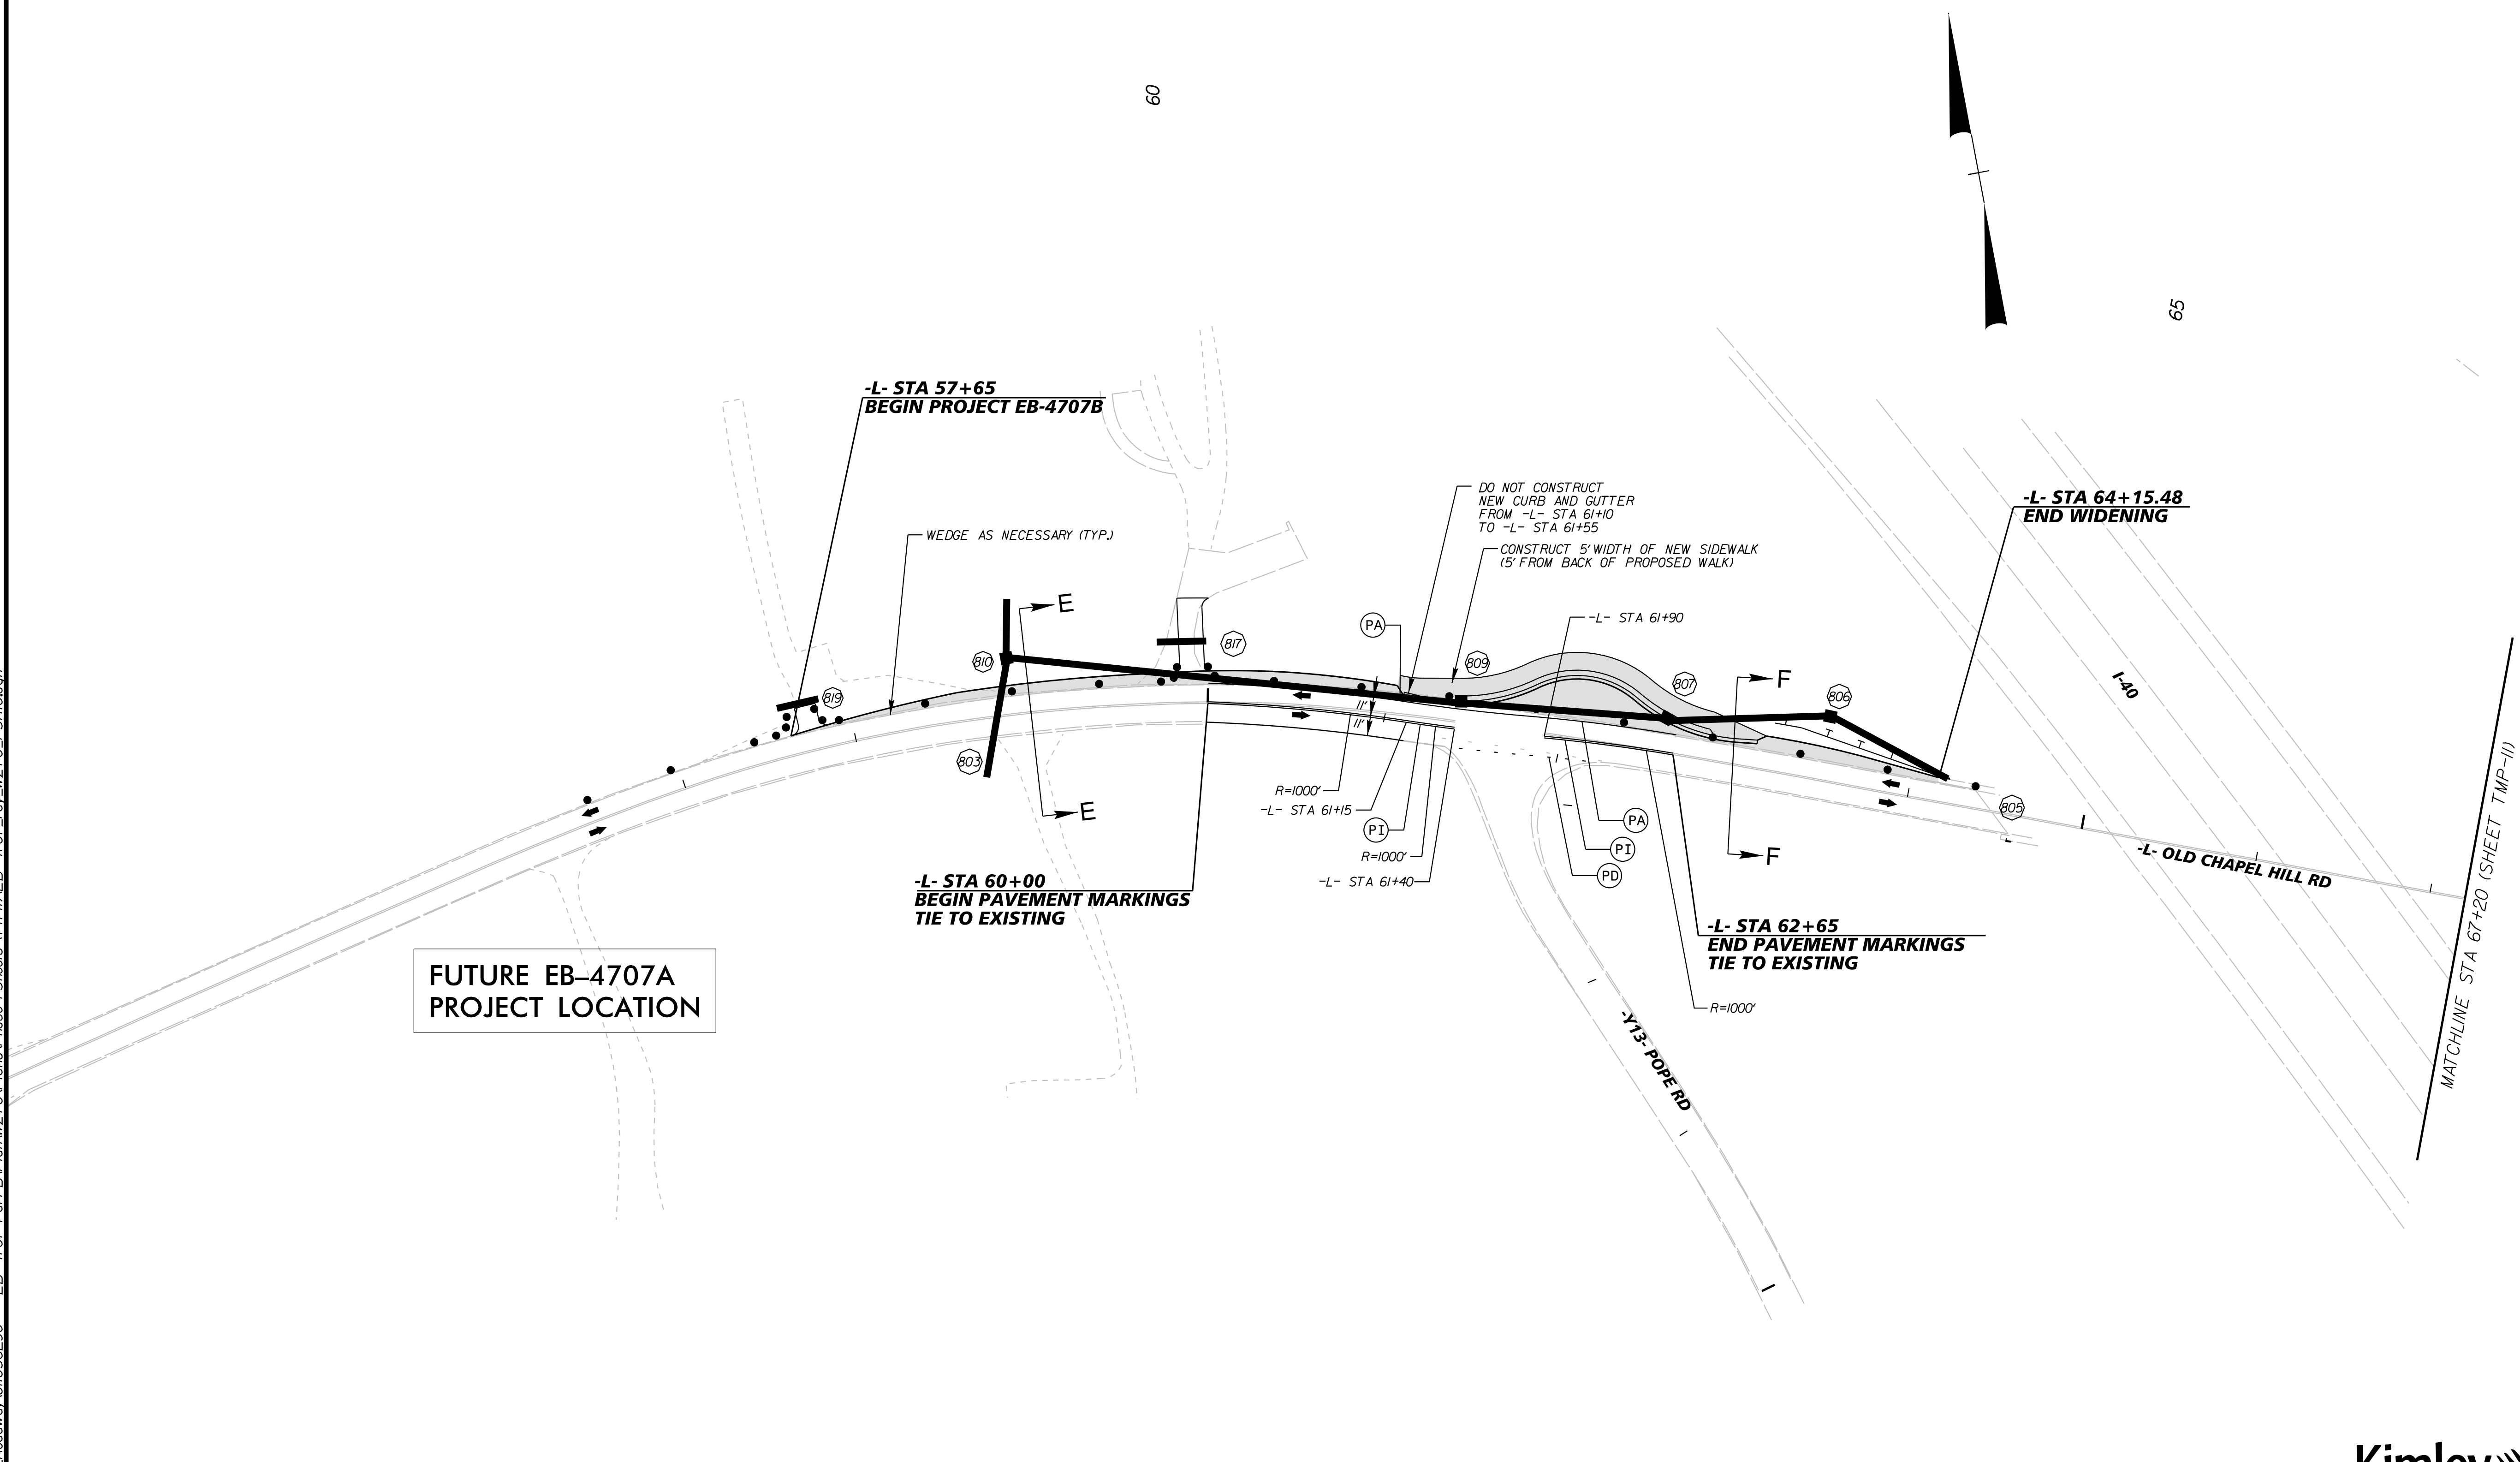 60
65
-L- STA 57+65
BEGIN PROJECT EB-4707B
DO NOT CONSTRUCT
NEW CURB AND GUTTER
FROM -L- STA 61+10
TO -L- STA 61+55
-L- STA 64+15.48
END WIDENING
WEDGE AS NECESSARY (TYP.)
CONSTRUCT 5' WIDTH OF NEW SIDEWALK
(5' FROM BACK OF PROPOSED WALK)
E
-L- STA 61+90
PA
817
810
809
807
F
806
I-40
819
11'
11'
803
E
R=1000'
-L- STA 61+15
PI
R=1000'
-L- STA 61+40
PA
PI
PD
F
805
-L- OLD CHAPEL HILL RD
MATCHLINE STA 67+20 (SHEET TMP-11)
-L- STA 60+00
BEGIN PAVEMENT MARKINGS
TIE TO EXISTING
-L- STA 62+65
END PAVEMENT MARKINGS
TIE TO EXISTING
R=1000'
FUTURE EB–4707A
PROJECT LOCATION
-Y13- POPE RD
Kimley